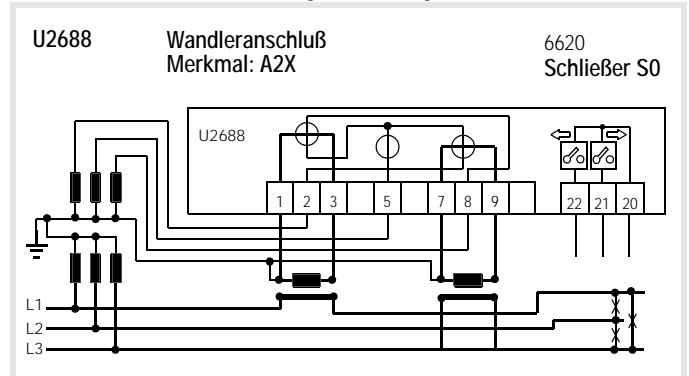 U2688 Wandleranschluß 6620
Merkmal: A2X Schließer S0
U2688
1 2 3 5 7 8 9 22 21 20
L1
L2
L3